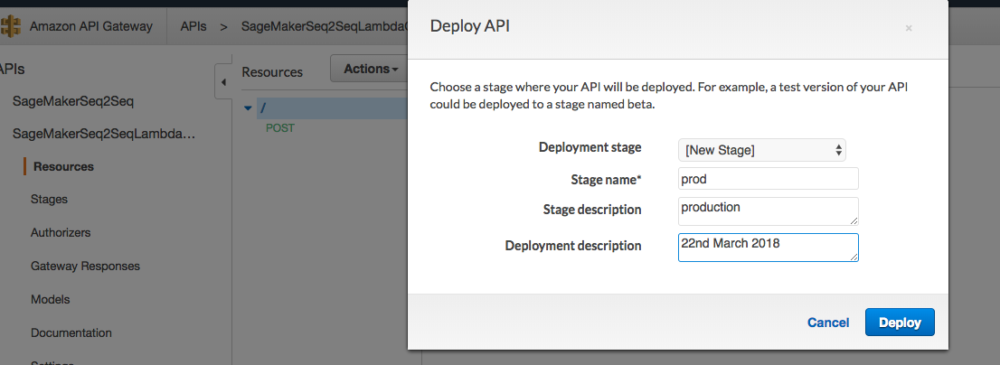 Amazon API Gateway
APIs > SageMakerSeq2SeqLambda
Deploy API
×
APIs
Resources
Actions
SageMakerSeq2Seq
/
SageMakerSeq2SeqLambda...
POST
Resources
Stages
Authorizers
Gateway Responses
Models
Documentation
Settings
Choose a stage where your API will be deployed. For example, a test version of your API
could be deployed to a stage named beta.
Deployment stage [New Stage]
Stage name* prod
Stage description production
Deployment description 22nd March 2018
Cancel Deploy